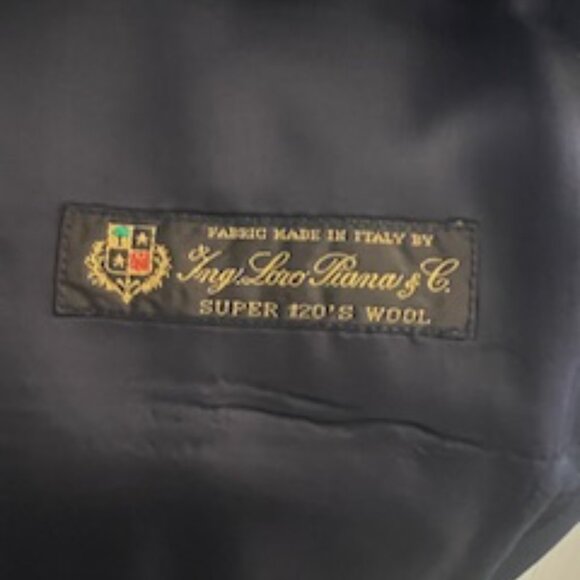 FABRIC MADE IN ITALY BY
Ing. Loro Piana & C.
SUPER 120'S WOOL